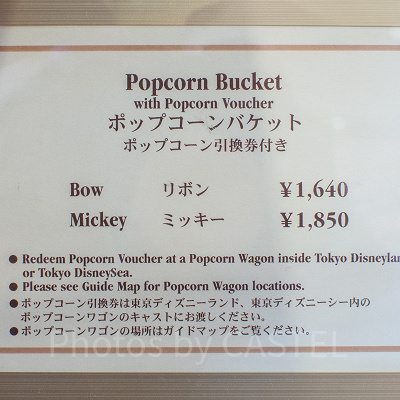 Popcorn Bucket
with Popcorn Voucher
ポップコーンバケット
ポップコーン引換券付き
Bow リボン ¥1,640
Mickey ミッキー ¥1,850
● Redeem Popcorn Voucher at a Popcorn Wagon inside Tokyo Disneylan
or Tokyo DisneySea.
● Please see Guide Map for Popcorn Wagon locations.
●ポップコーン引換券は東京ディズニーランド、東京ディズニーシー内の
ポップコーンワゴンのキャストにお渡しください。
●ポップコーンワゴンの場所はガイドマップをご覧ください。
Photos by CASTEL